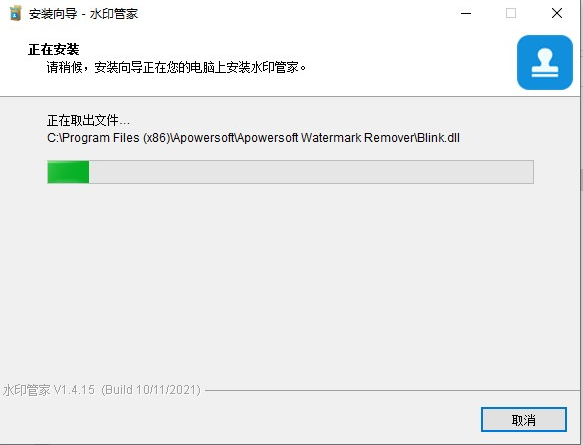 安装向导 - 水印管家
正在安装
请稍候，安装向导正在您的电脑上安装水印管家。
正在取出文件...
C:\Program Files (x86)\Apowersoft\Apowersoft Watermark Remover\Blink.dll
水印管家 V1.4.15 (Build 10/11/2021)
取消